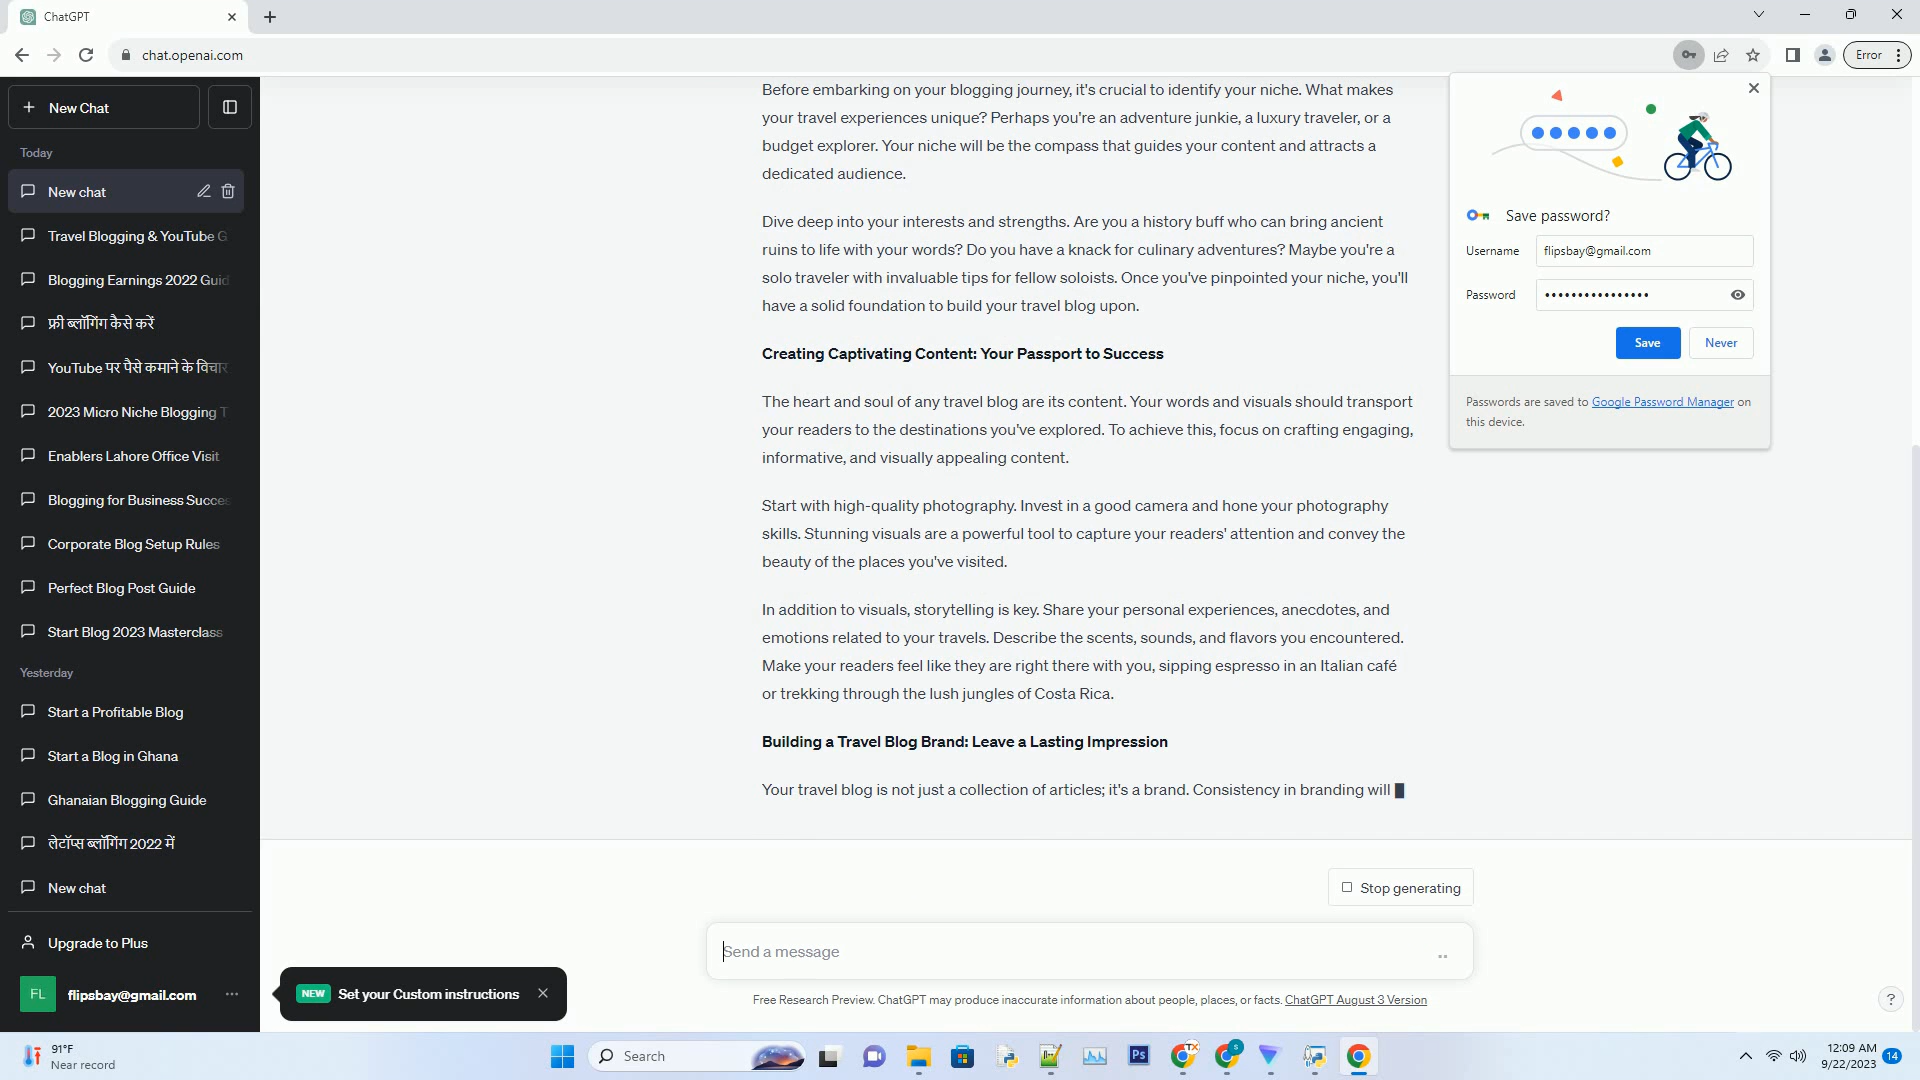 ChatGPT
chat.openai.com
Error
New Chat
Today
New chat
Travel Blogging & YouTube G
Blogging Earnings 2022 Guid
फ्री ब्लॉगिंग कैसे करें
YouTube पर पैसे कमाने के विचार
2023 Micro Niche Blogging T
Enablers Lahore Office Visit
Blogging for Business Succes
Corporate Blog Setup Rules
Perfect Blog Post Guide
Start Blog 2023 Masterclass
Yesterday
Start a Profitable Blog
Start a Blog in Ghana
Ghanaian Blogging Guide
लेटॉप्स ब्लॉगिंग 2022 में
New chat
Upgrade to Plus
FL
flipsbay@gmail.com
NEW Set your Custom instructions
Before embarking on your blogging journey, it's crucial to identify your niche. What makes
your travel experiences unique? Perhaps you're an adventure junkie, a luxury traveler, or a
budget explorer. Your niche will be the compass that guides your content and attracts a
dedicated audience.
Dive deep into your interests and strengths. Are you a history buff who can bring ancient
ruins to life with your words? Do you have a knack for culinary adventures? Maybe you're a
solo traveler with invaluable tips for fellow soloists. Once you've pinpointed your niche, you'll
have a solid foundation to build your travel blog upon.
Creating Captivating Content: Your Passport to Success
The heart and soul of any travel blog are its content. Your words and visuals should transport
your readers to the destinations you've explored. To achieve this, focus on crafting engaging,
informative, and visually appealing content.
Start with high-quality photography. Invest in a good camera and hone your photography
skills. Stunning visuals are a powerful tool to capture your readers' attention and convey the
beauty of the places you've visited.
In addition to visuals, storytelling is key. Share your personal experiences, anecdotes, and
emotions related to your travels. Describe the scents, sounds, and flavors you encountered.
Make your readers feel like they are right there with you, sipping espresso in an Italian café
or trekking through the lush jungles of Costa Rica.
Building a Travel Blog Brand: Leave a Lasting Impression
Your travel blog is not just a collection of articles; it's a brand. Consistency in branding will
Stop generating
Send a message
Free Research Preview. ChatGPT may produce inaccurate information about people, places, or facts. ChatGPT August 3 Version
?
Save password?
Username flipsbay@gmail.com
Password ••••••••••••••••
Save Never
Passwords are saved to Google Password Manager on
this device.
91°F
Near record
Search
Ps
TX
S
12:09 AM
9/22/2023
14